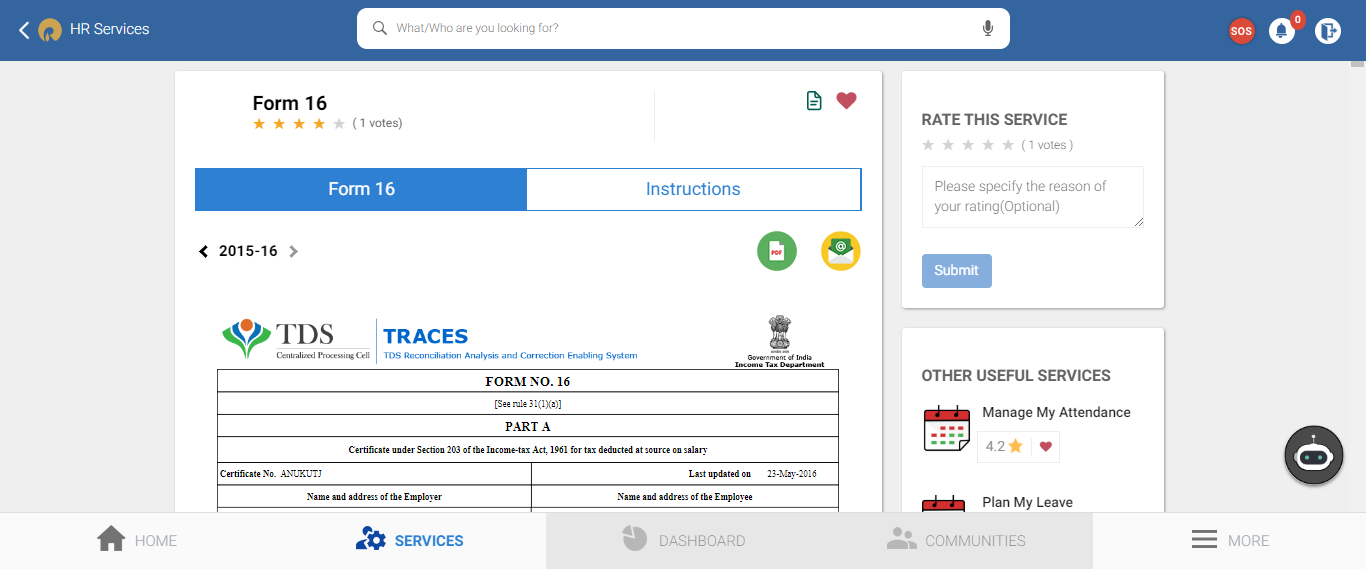 HR Services
What/Who are you looking for?
SOS
0
Form 16
( 1 votes)
Form 16
Instructions
2015-16
PDF
@
TDS
Centralized Processing Cell
TRACES
TDS Reconciliation Analysis and Correction Enabling System
Government of India
Income Tax Department
FORM NO. 16
[See rule 31(1)(a)]
PART A
Certificate under Section 203 of the Income-tax Act, 1961 for tax deducted at source on salary
Certificate No. ANUKUTJ
Last updated on 23-May-2016
Name and address of the Employer
Name and address of the Employee
RATE THIS SERVICE
( 1 votes )
Please specify the reason of
your rating(Optional)
Submit
OTHER USEFUL SERVICES
Manage My Attendance
4.2
Plan My Leave
HOME
SERVICES
DASHBOARD
COMMUNITIES
MORE